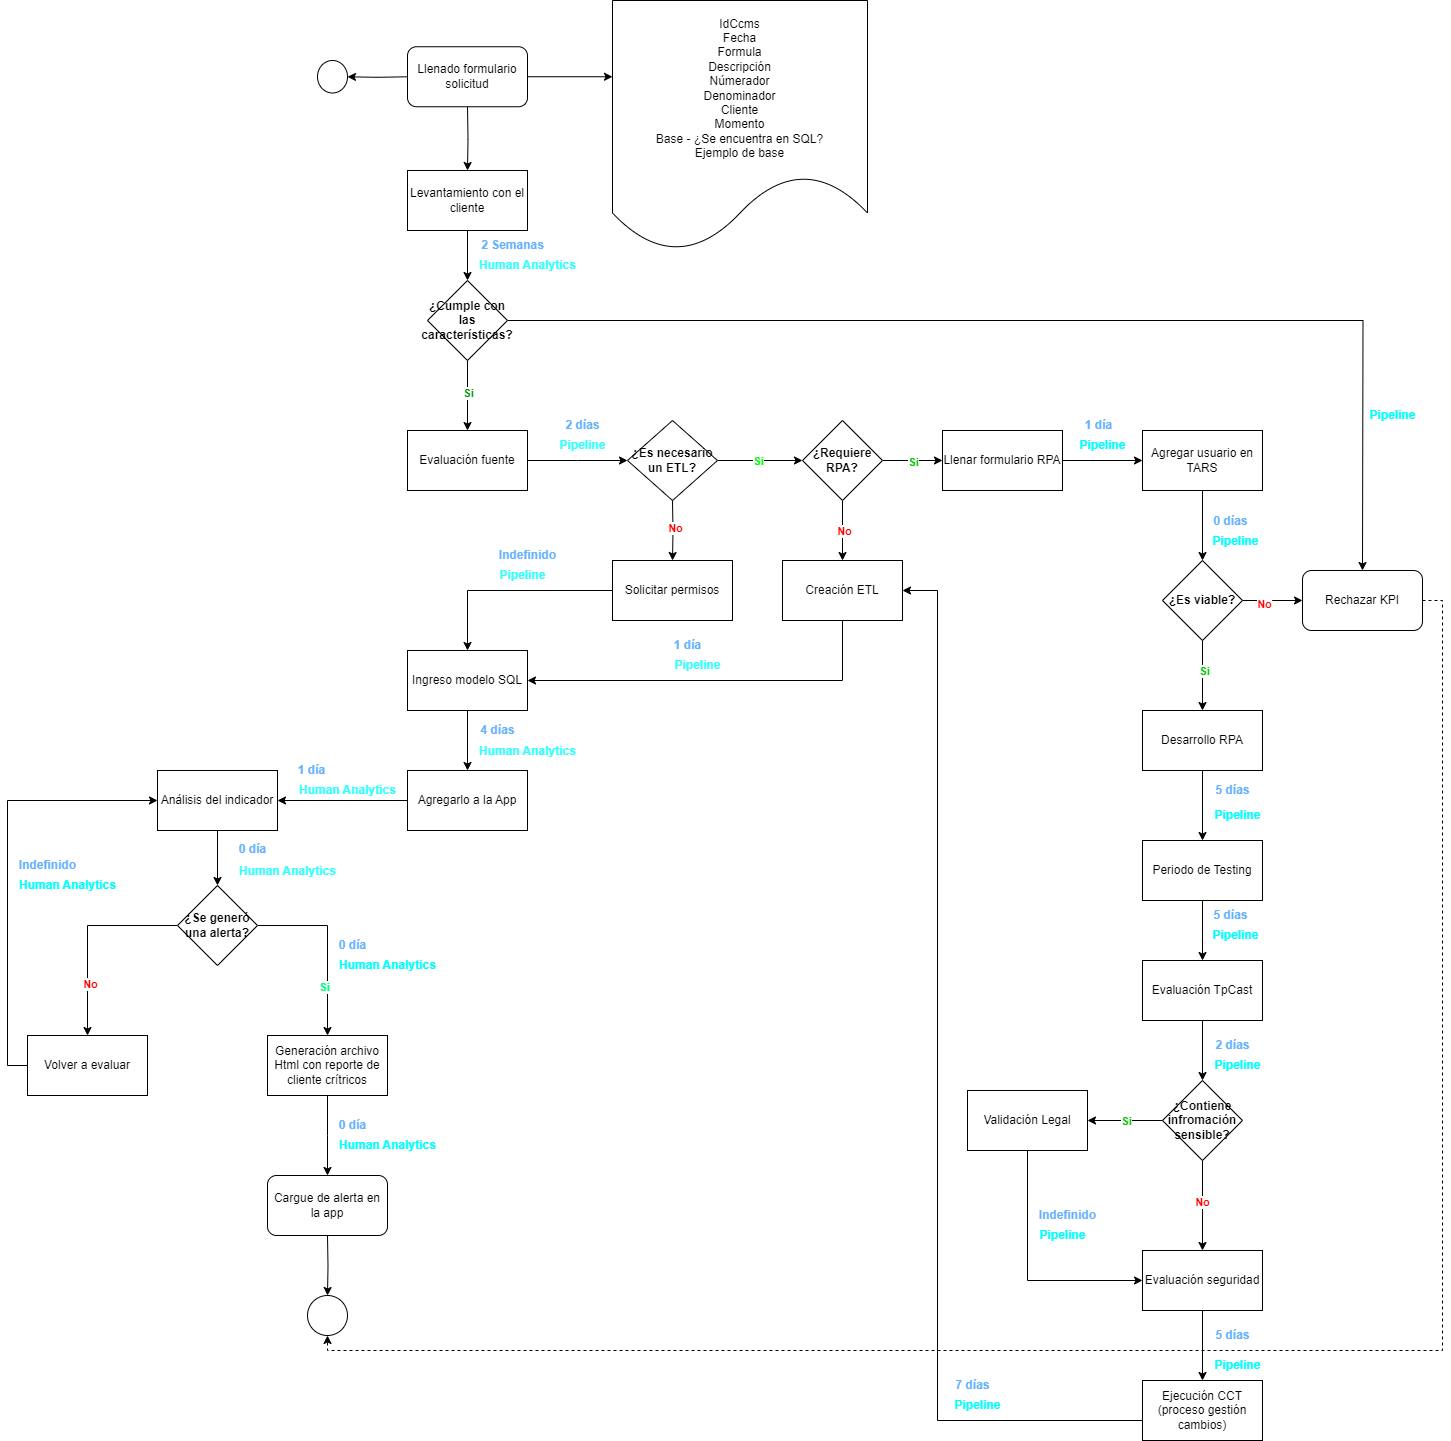 IdCcms
Fecha
Formula
Descripción
Númerador
Denominador
Cliente
Momento
Base - ¿Se encuentra en SQL?
Ejemplo de base
Llenado formulario
solicitud
Levantamiento con el
cliente
2 Semanas
Human Analytics
¿Cumple con
las
características?
Si
Pipeline
Evaluación fuente
2 días
Pipeline
¿Es necesario
un ETL?
Si
¿Requiere
RPA?
Si
Llenar formulario RPA
1 día
Pipeline
Agregar usuario en
TARS
No
No
0 días
Pipeline
Indefinido
Pipeline
Solicitar permisos
Creación ETL
¿Es viable?
No
Rechazar KPI
1 día
Pipeline
Ingreso modelo SQL
Si
4 días
Human Analytics
Desarrollo RPA
Análisis del indicador
1 día
Human Analytics
Agregarlo a la App
5 días
Pipeline
0 día
Human Analytics
Indefinido
Human Analytics
Periodo de Testing
¿Se generó
una alerta?
5 días
Pipeline
0 día
Human Analytics
No
Si
Evaluación TpCast
Volver a evaluar
Generación archivo
Html con reporte de
cliente crítricos
2 días
Pipeline
0 día
Human Analytics
Validación Legal
Si
¿Contiene
infromación
sensible?
Cargue de alerta en
la app
No
Indefinido
Pipeline
Evaluación seguridad
5 días
Pipeline
7 días
Pipeline
Ejecución CCT
(proceso gestión
cambios)